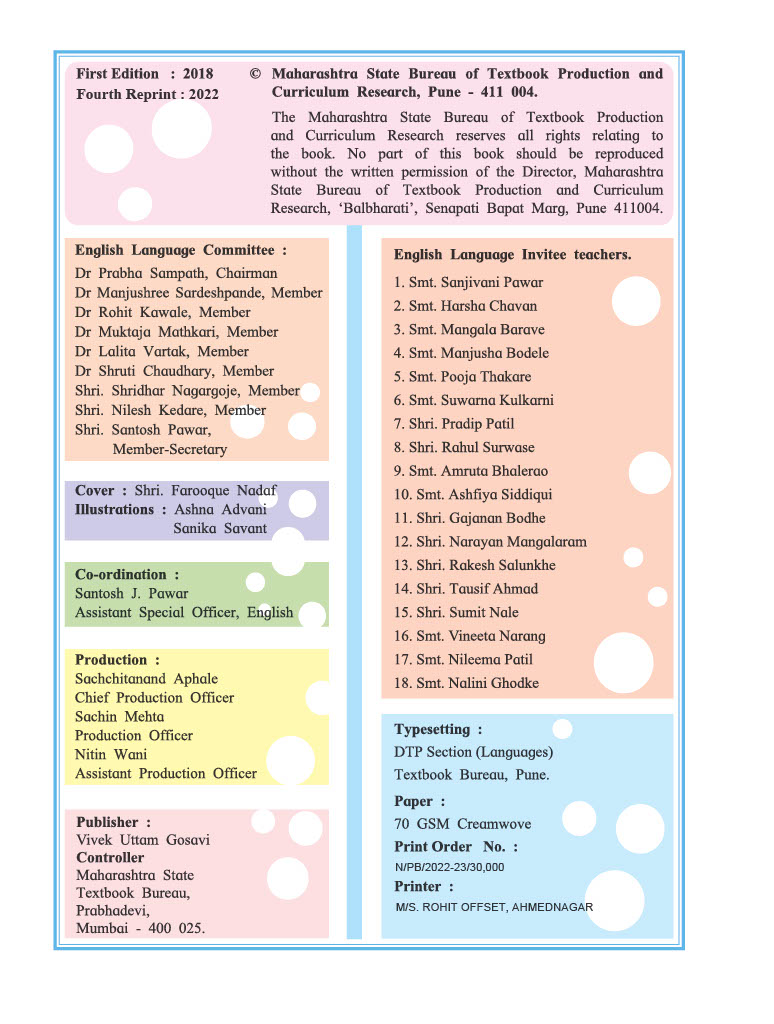 First Edition : 2018
Fourth Reprint : 2022
© Maharashtra State Bureau of Textbook Production and
Curriculum Research, Pune - 411 004.
The Maharashtra State Bureau of Textbook Production
and Curriculum Research reserves all rights relating to
the book. No part of this book should be reproduced
without the written permission of the Director, Maharashtra
State Bureau of Textbook Production and Curriculum
Research, ‘Balbharati’, Senapati Bapat Marg, Pune 411004.
English Language Committee :
Dr Prabha Sampath, Chairman
Dr Manjushree Sardeshpande, Member
Dr Rohit Kawale, Member
Dr Muktaja Mathkari, Member
Dr Lalita Vartak, Member
Dr Shruti Chaudhary, Member
Shri. Shridhar Nagargoje, Member
Shri. Nilesh Kedare, Member
Shri. Santosh Pawar,
Member-Secretary
Cover : Shri. Farooque Nadaf
Illustrations : Ashna Advani
Sanika Savant
Co-ordination :
Santosh J. Pawar
Assistant Special Officer, English
Production :
Sachchitanand Aphale
Chief Production Officer
Sachin Mehta
Production Officer
Nitin Wani
Assistant Production Officer
Publisher :
Vivek Uttam Gosavi
Controller
Maharashtra State
Textbook Bureau,
Prabhadevi,
Mumbai - 400 025.
English Language Invitee teachers.
1. Smt. Sanjivani Pawar
2. Smt. Harsha Chavan
3. Smt. Mangala Barave
4. Smt. Manjusha Bodele
5. Smt. Pooja Thakare
6. Smt. Suwarna Kulkarni
7. Shri. Pradip Patil
8. Shri. Rahul Surwase
9. Smt. Amruta Bhalerao
10. Smt. Ashfiya Siddiqui
11. Shri. Gajanan Bodhe
12. Shri. Narayan Mangalaram
13. Shri. Rakesh Salunkhe
14. Shri. Tausif Ahmad
15. Shri. Sumit Nale
16. Smt. Vineeta Narang
17. Smt. Nileema Patil
18. Smt. Nalini Ghodke
Typesetting :
DTP Section (Languages)
Textbook Bureau, Pune.
Paper :
70 GSM Creamwove
Print Order No. :
N/PB/2022-23/30,000
Printer :
M/S. ROHIT OFFSET, AHMEDNAGAR